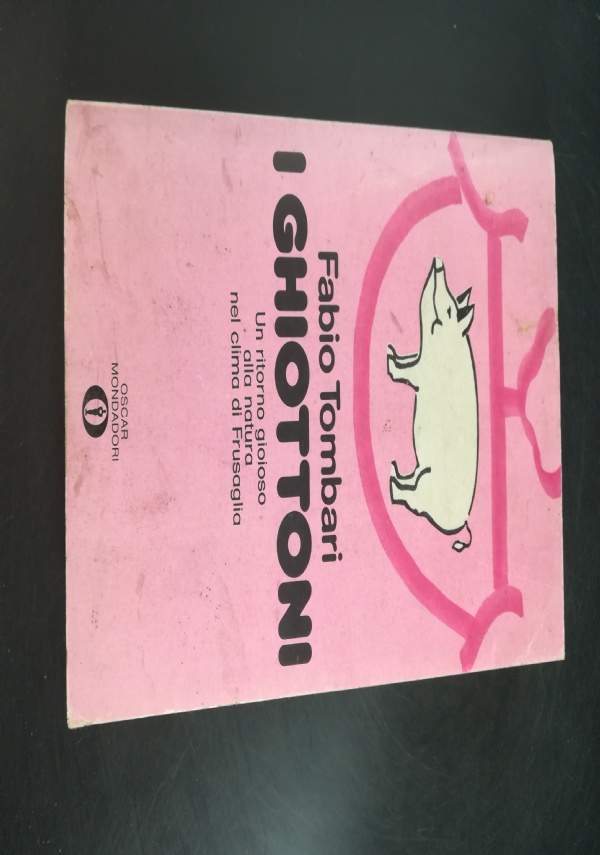 Fabio Tombari
I GHIOTTONI
Un ritorno gioioso
alla natura
nel clima di Frusaglia
OSCAR
MONDADORI